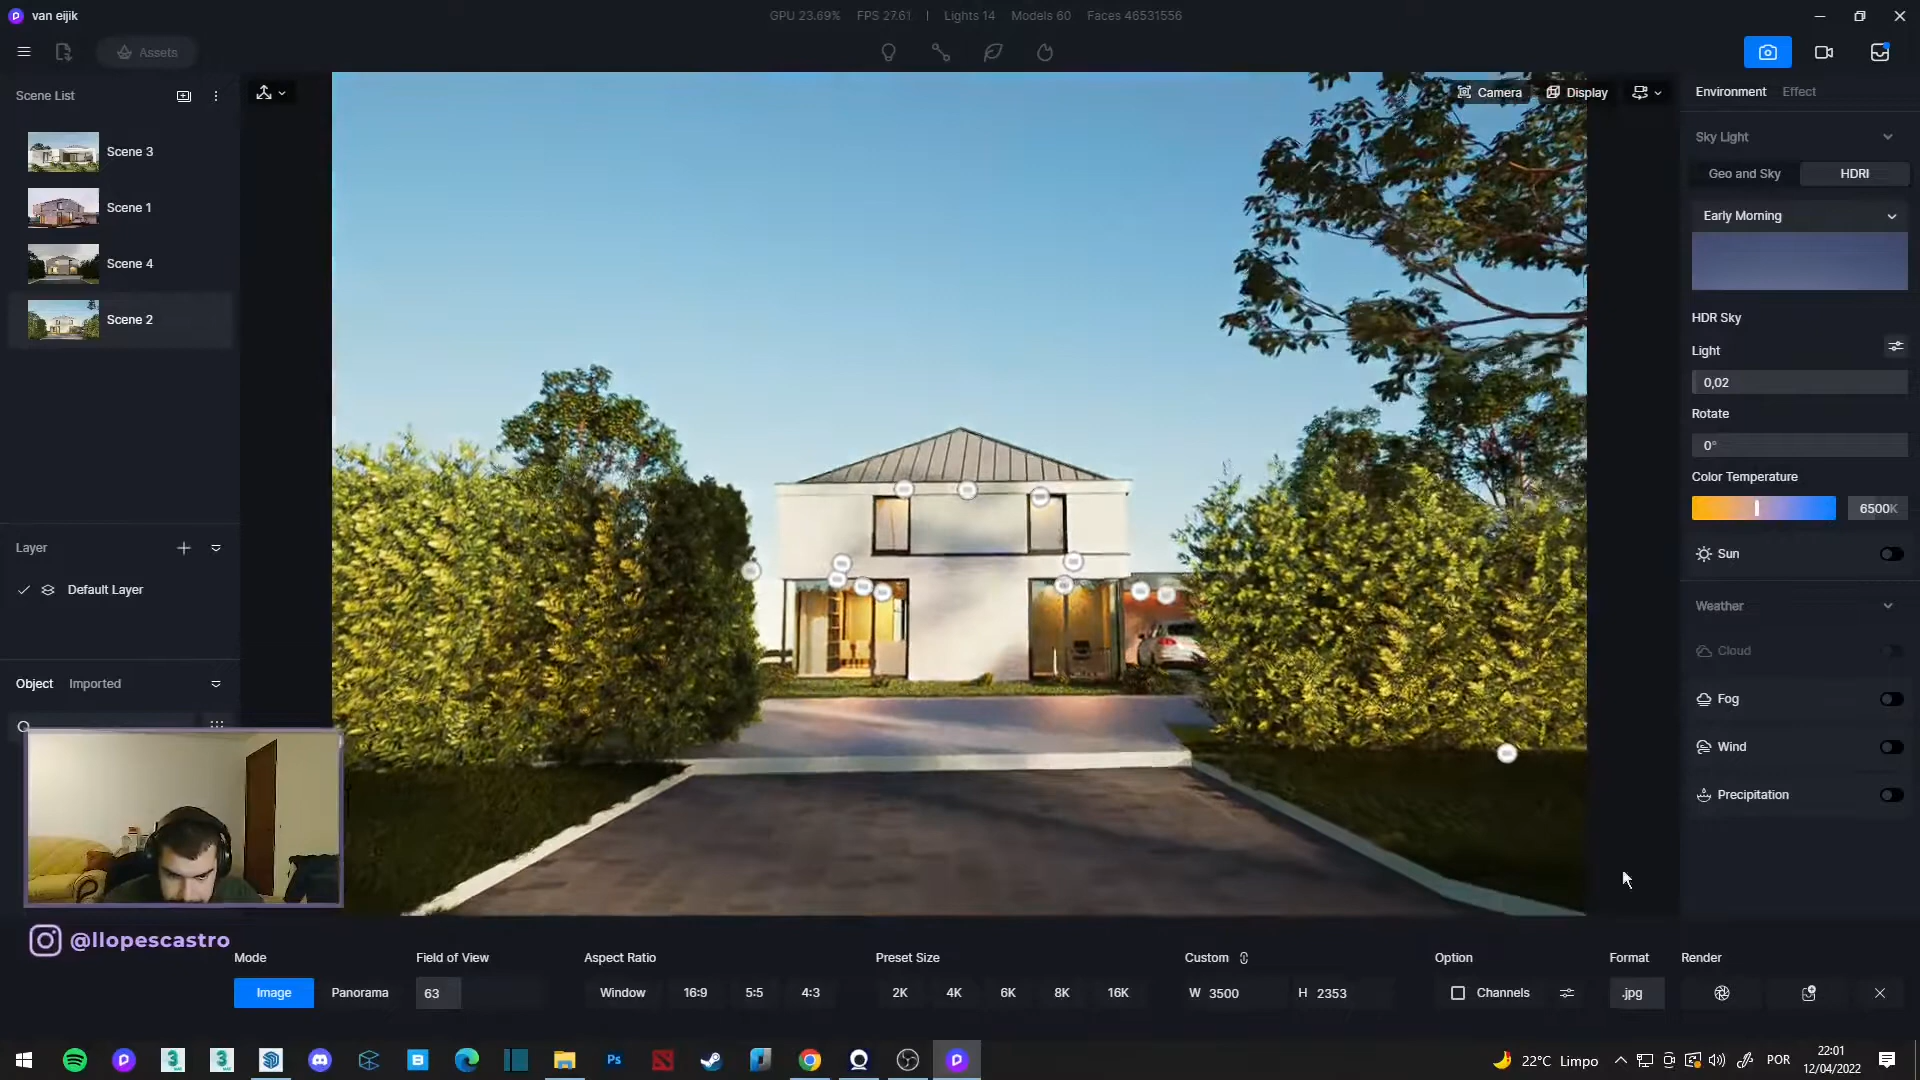 van eijik
GPU 23.69% FPS 27.61 | Lights 14 Models 60 Faces 46531556
Assets
Scene List
Camera
Display
Environment Effect
Sky Light
Scene 3
Geo and Sky HDRI
Scene 1
Early Morning
Scene 4
Scene 2
HDR Sky
Light
0,02
Rotate
0°
Color Temperature
6500K
Layer
Sun
Default Layer
Weather
Cloud
Object Imported
Fog
Wind
Precipitation
@llopescastro
Mode Field of View Aspect Ratio Preset Size Custom Option Format Render
Image Panorama 63 Window 16:9 5:5 4:3 2K 4K 6K 8K 16K W 3500 H 2353 Channels .jpg
Ps
22°C Limpo
POR
22:01
12/04/2022